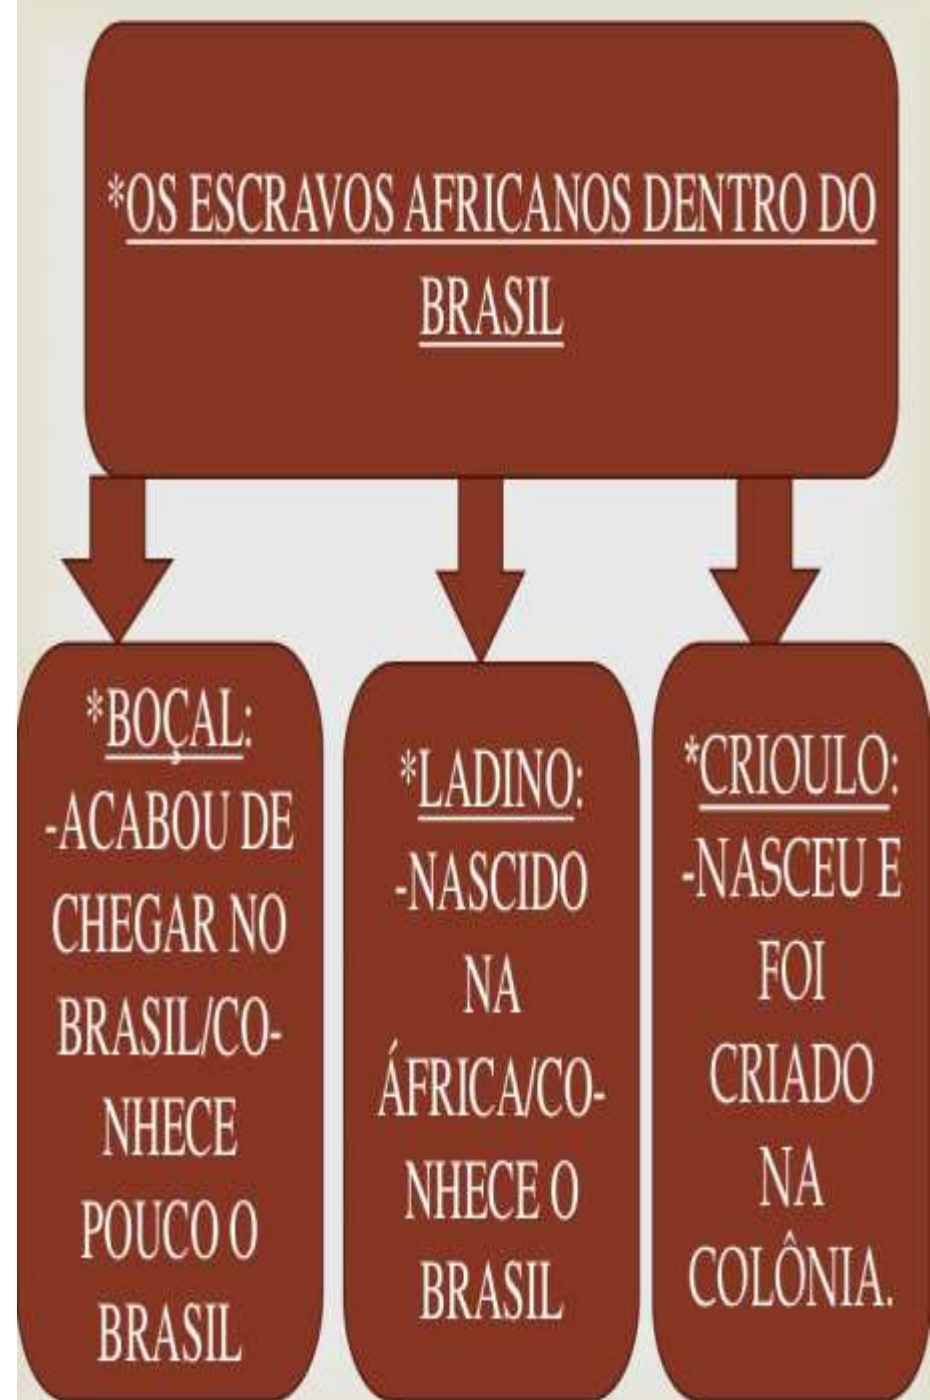 *OS ESCRAVOS AFRICANOS DENTRO DO
BRASIL
*BOÇAL:
-ACABOU DE
CHEGAR NO
BRASIL/CO-
NHECE
POUCO O
BRASIL
*LADINO:
-NASCIDO
NA
ÁFRICA/CO-
NHECE O
BRASIL
*CRIOULO:
-NASCEU E
FOI
CRIADO
NA
COLÔNIA.